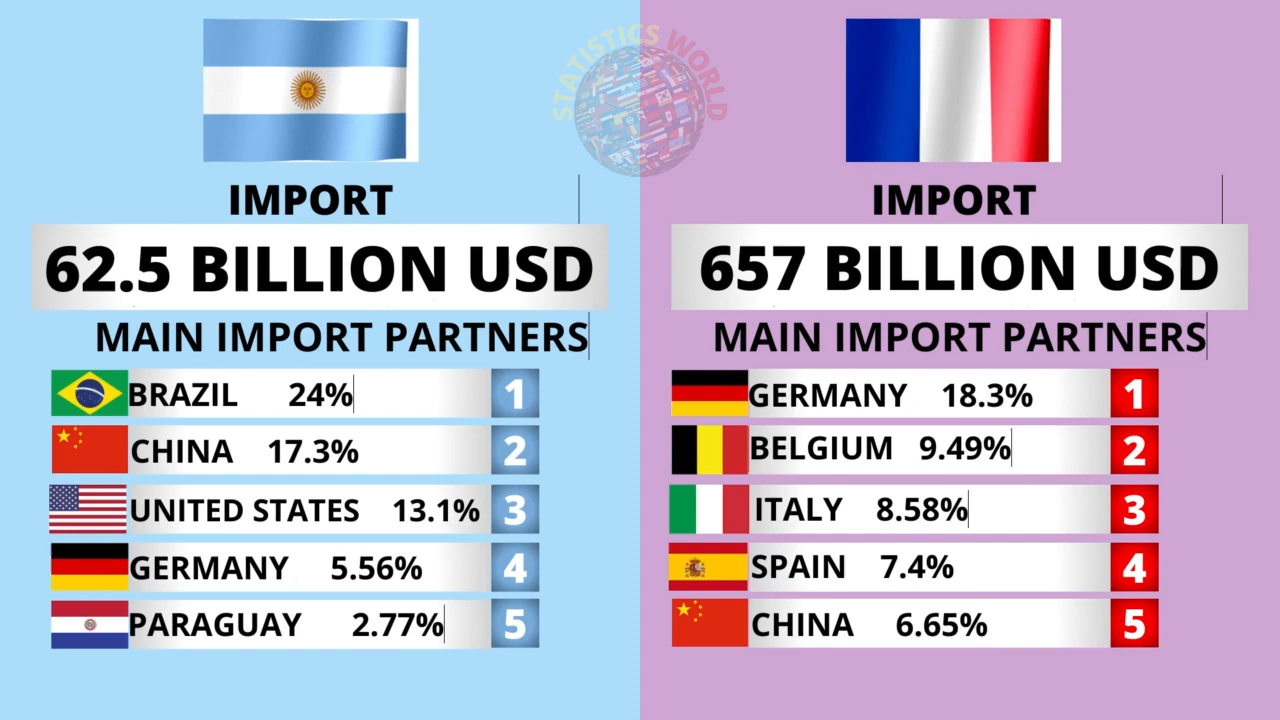 STATISTICS WORLD
IMPORT
62.5 BILLION USD
MAIN IMPORT PARTNERS
BRAZIL 24% 1
CHINA 17.3% 2
UNITED STATES 13.1% 3
GERMANY 5.56% 4
PARAGUAY 2.77% 5
IMPORT
657 BILLION USD
MAIN IMPORT PARTNERS
GERMANY 18.3% 1
BELGIUM 9.49% 2
ITALY 8.58% 3
SPAIN 7.4% 4
CHINA 6.65% 5